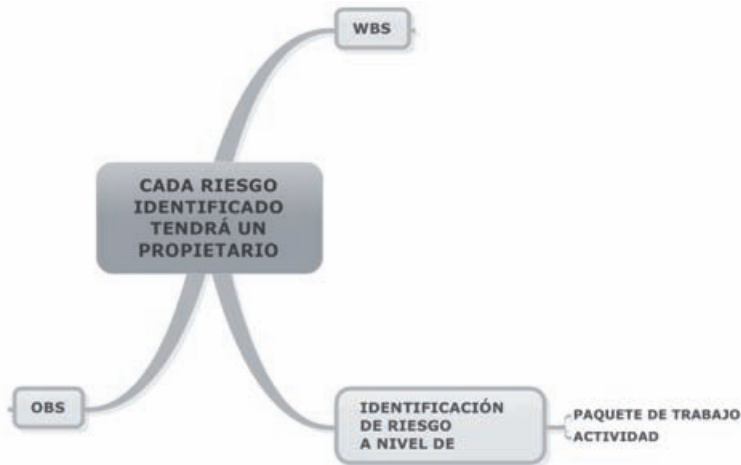 WBS
CADA RIESGO
IDENTIFICADO
TENDRÁ UN
PROPIETARIO
OBS
IDENTIFICACIÓN
DE RIESGO
A NIVEL DE
PAQUETE DE TRABAJO
ACTIVIDAD